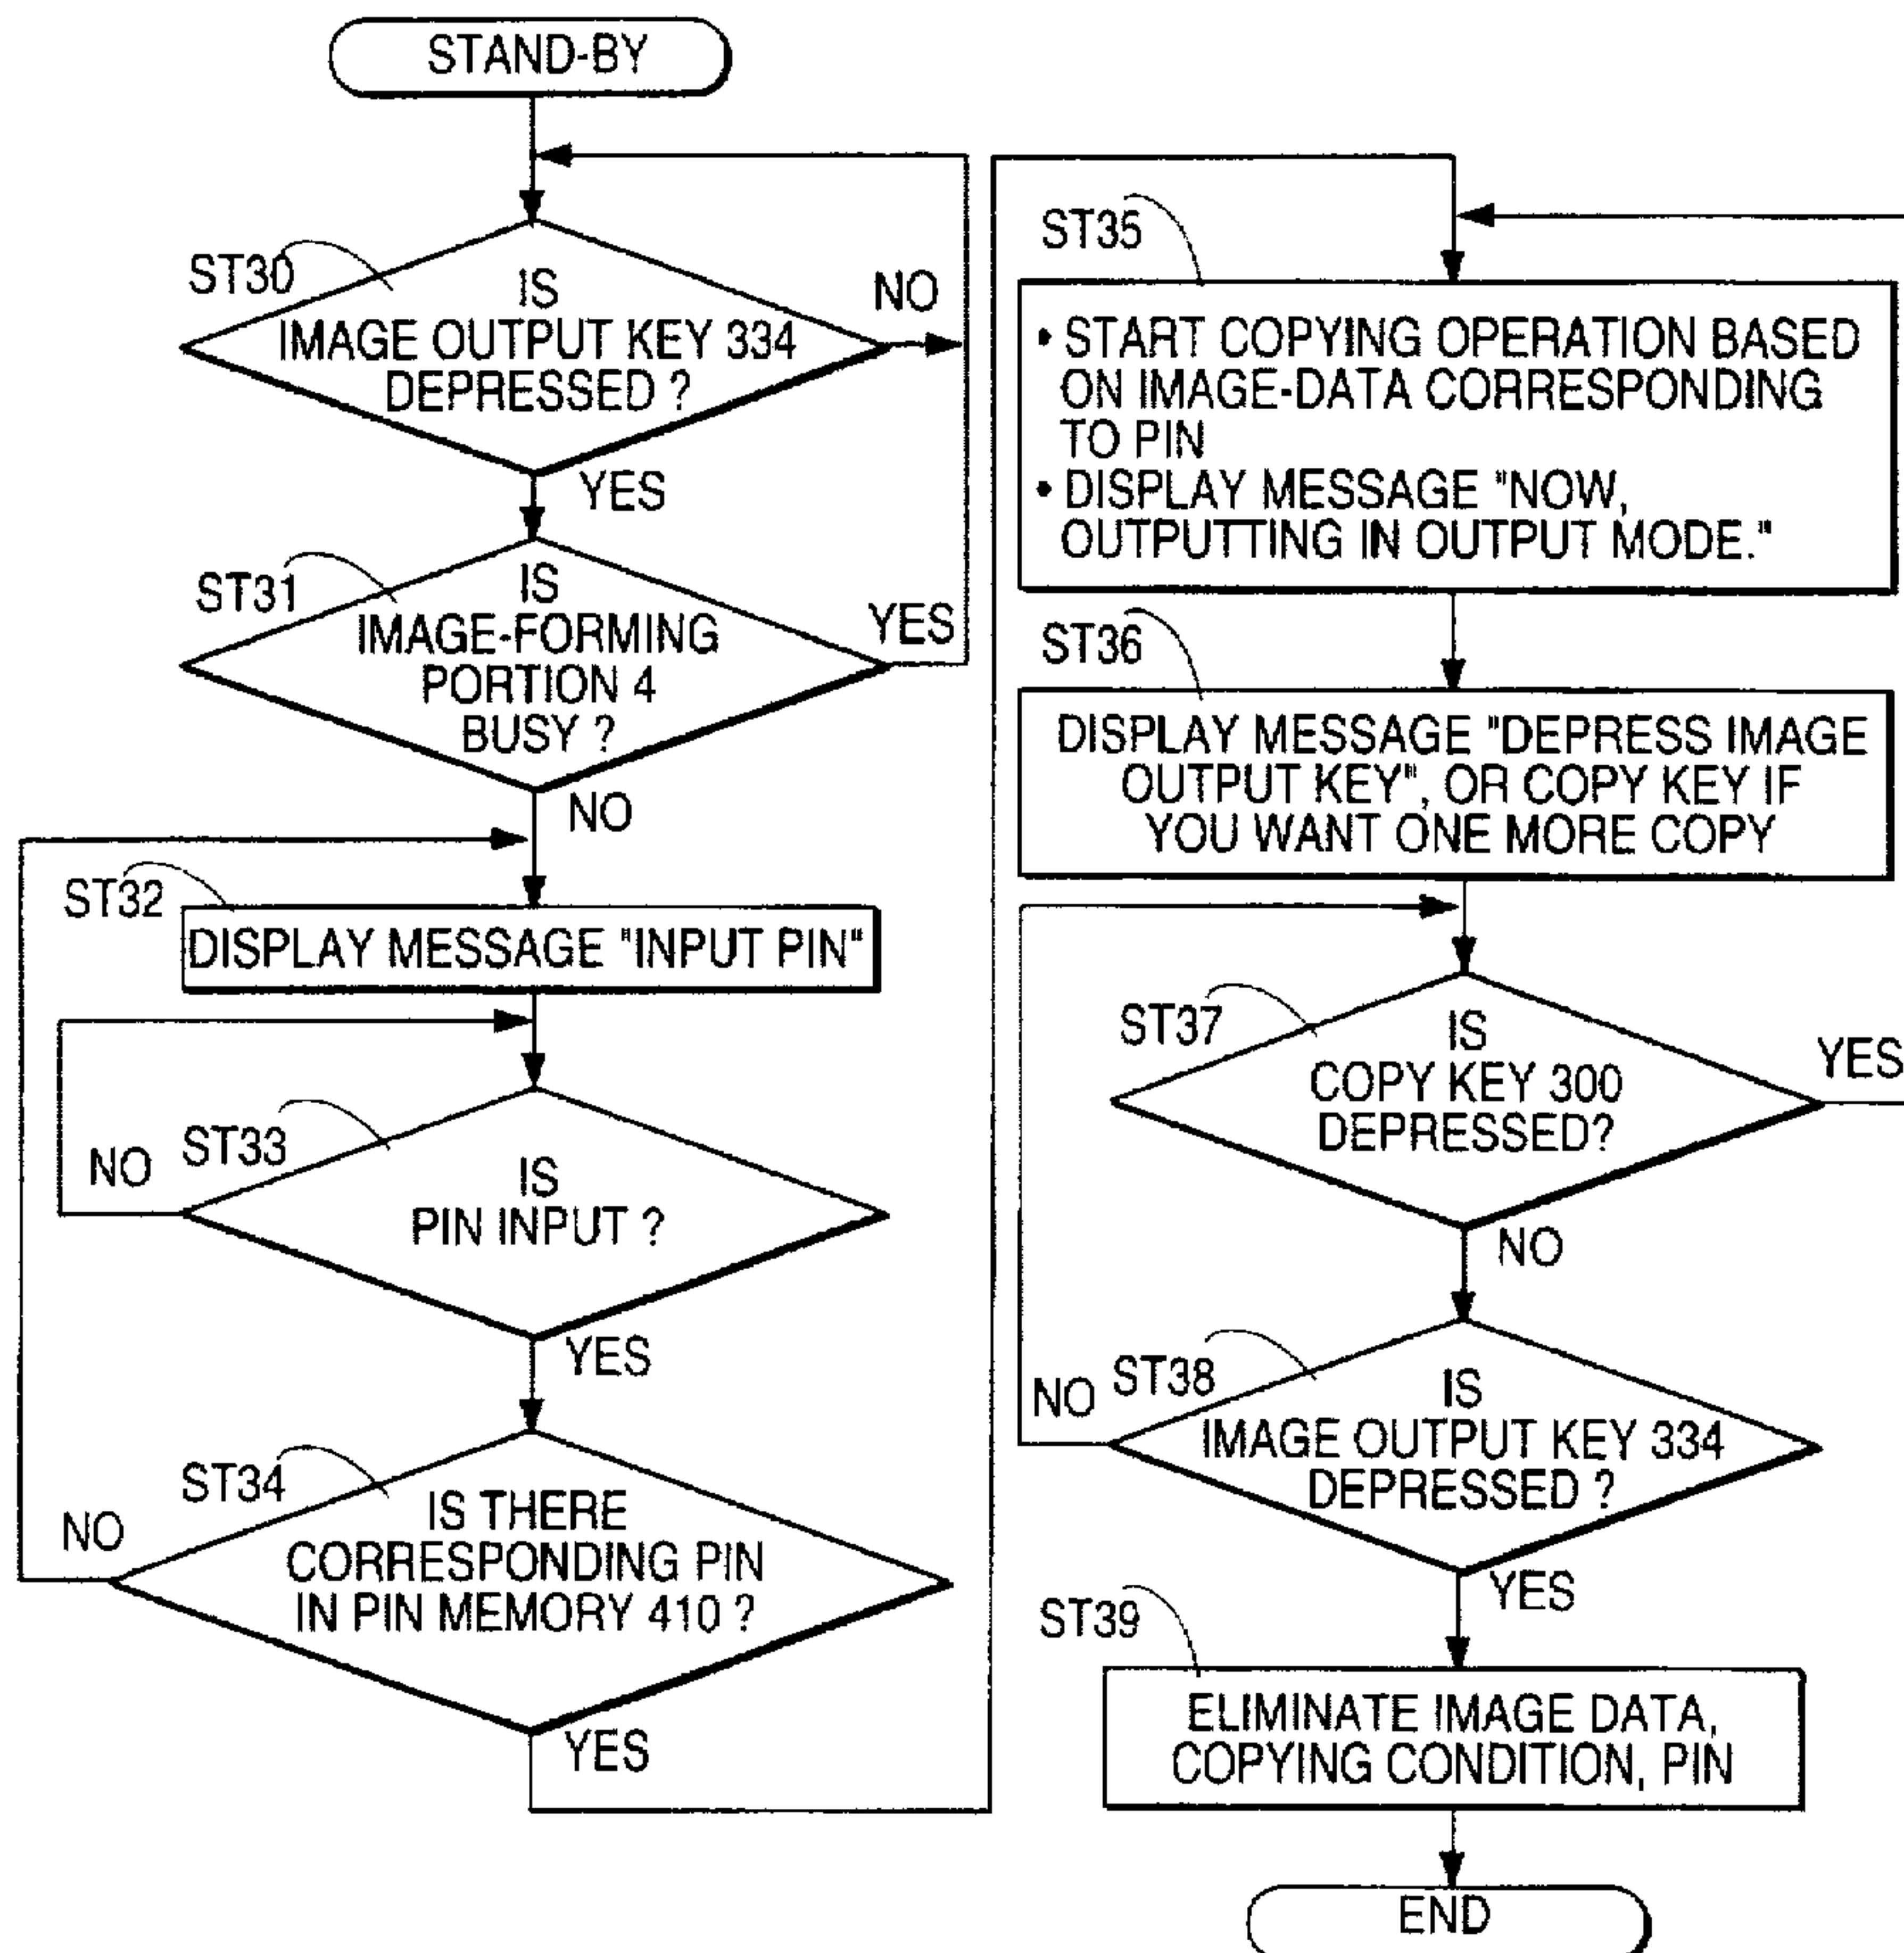 STAND-BY
ST30
IS
IMAGE OUTPUT KEY 334
DEPRESSED ?
NO
YES
ST31
IS
IMAGE-FORMING
PORTION 4
BUSY ?
YES
NO
ST32
DISPLAY MESSAGE "INPUT PIN"
ST33
NO
IS
PIN INPUT ?
YES
ST34
NO
IS THERE
CORRESPONDING PIN
IN PIN MEMORY 410 ?
YES
ST35
• START COPYING OPERATION BASED
ON IMAGE-DATA CORRESPONDING
TO PIN
• DISPLAY MESSAGE "NOW,
OUTPUTTING IN OUTPUT MODE."
ST36
DISPLAY MESSAGE "DEPRESS IMAGE
OUTPUT KEY", OR COPY KEY IF
YOU WANT ONE MORE COPY
ST37
IS
COPY KEY 300
DEPRESSED?
YES
NO
ST38
NO
IS
IMAGE OUTPUT KEY 334
DEPRESSED ?
YES
ST39
ELIMINATE IMAGE DATA,
COPYING CONDITION, PIN
END